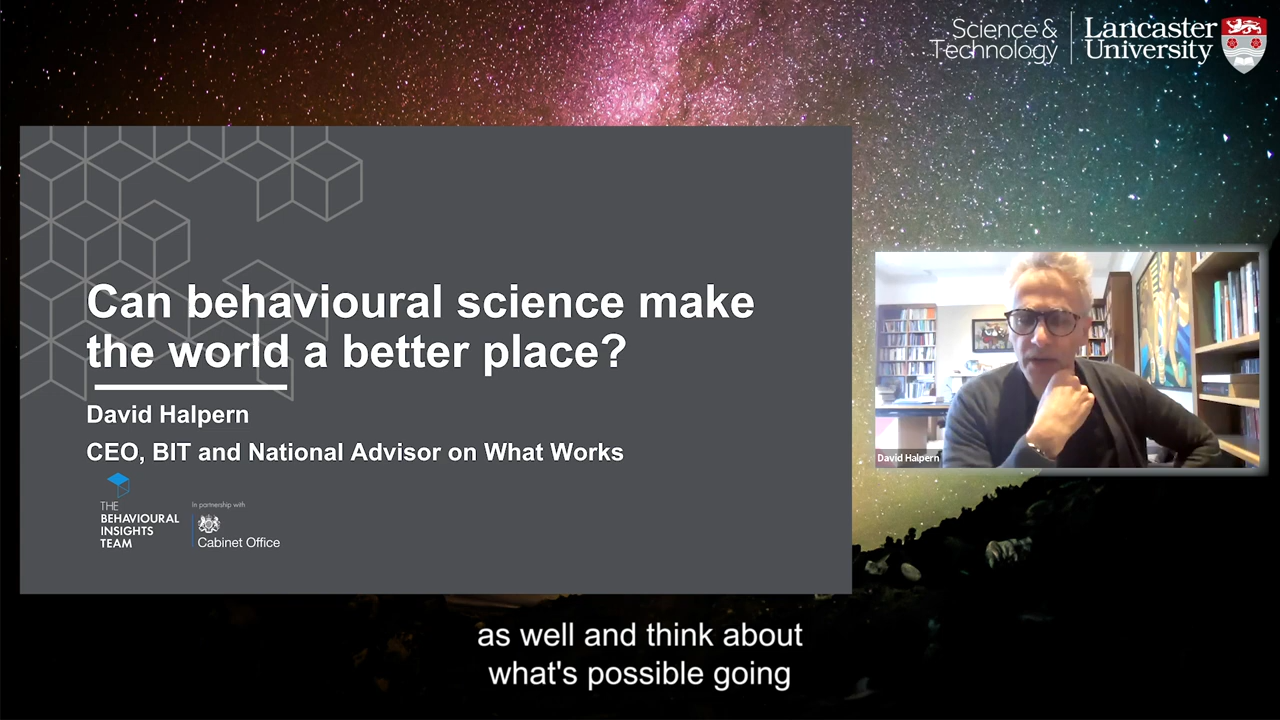 Science &
Technology
Lancaster
University
Can behavioural science make
the world a better place?
David Halpern
CEO, BIT and National Advisor on What Works
THE
BEHAVIOURAL
INSIGHTS
TEAM
In partnership with
Cabinet Office
David Halpern
as well and think about
what's possible going